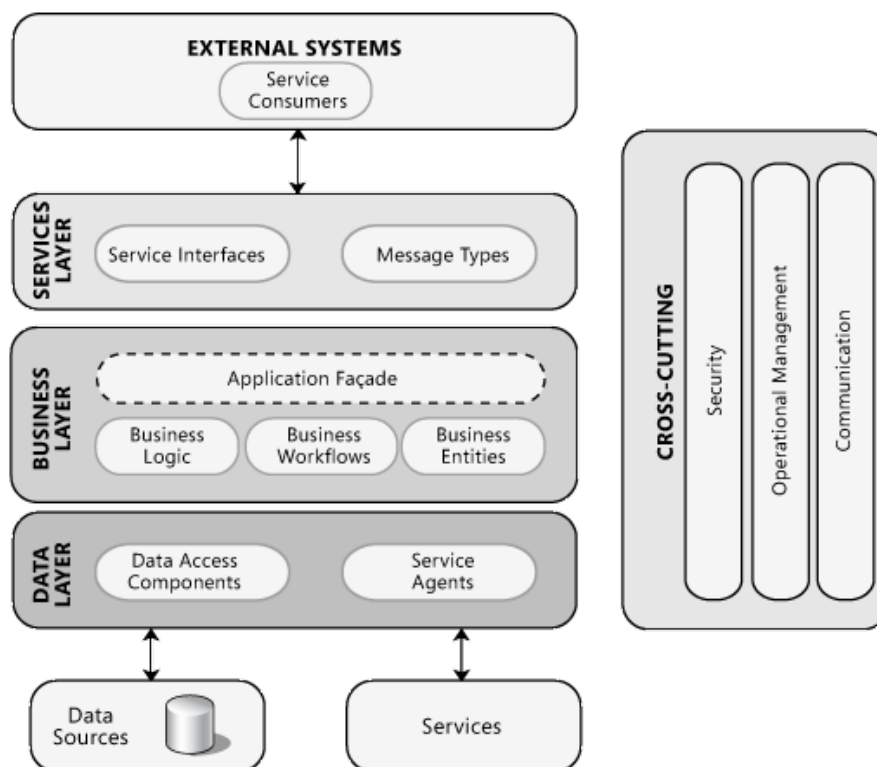 EXTERNAL SYSTEMS
Service
Consumers
SERVICES
LAYER
Service Interfaces
Message Types
BUSINESS
LAYER
Application Façade
Business
Logic
Business
Workflows
Business
Entities
DATA
LAYER
Data Access
Components
Service
Agents
Data
Sources
Services
CROSS-CUTTING
Security
Operational Management
Communication